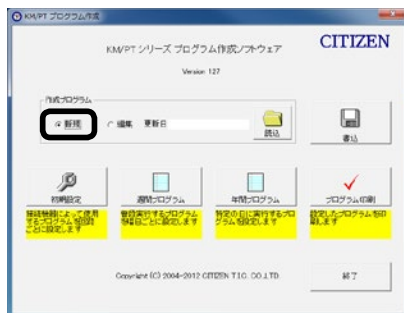 KM/PT プログラム作成
KM/PT シリーズ プログラム作成ソフトウェア
CITIZEN
Version 1.27
作成プログラム
新規
編集
更新日
読込
書込
初期設定
週間プログラム
年間プログラム
プログラム印刷
接続機器によって使用
するプログラムを回路
ごとに設定します
毎週実行するプログラム
を曜日ごとに設定します
特定の日に実行するプロ
グラムを設定します
設定したプログラムを印
刷します
Copyright (C) 2004-2012 CITIZEN T.I.C. CO.,LTD.
終了